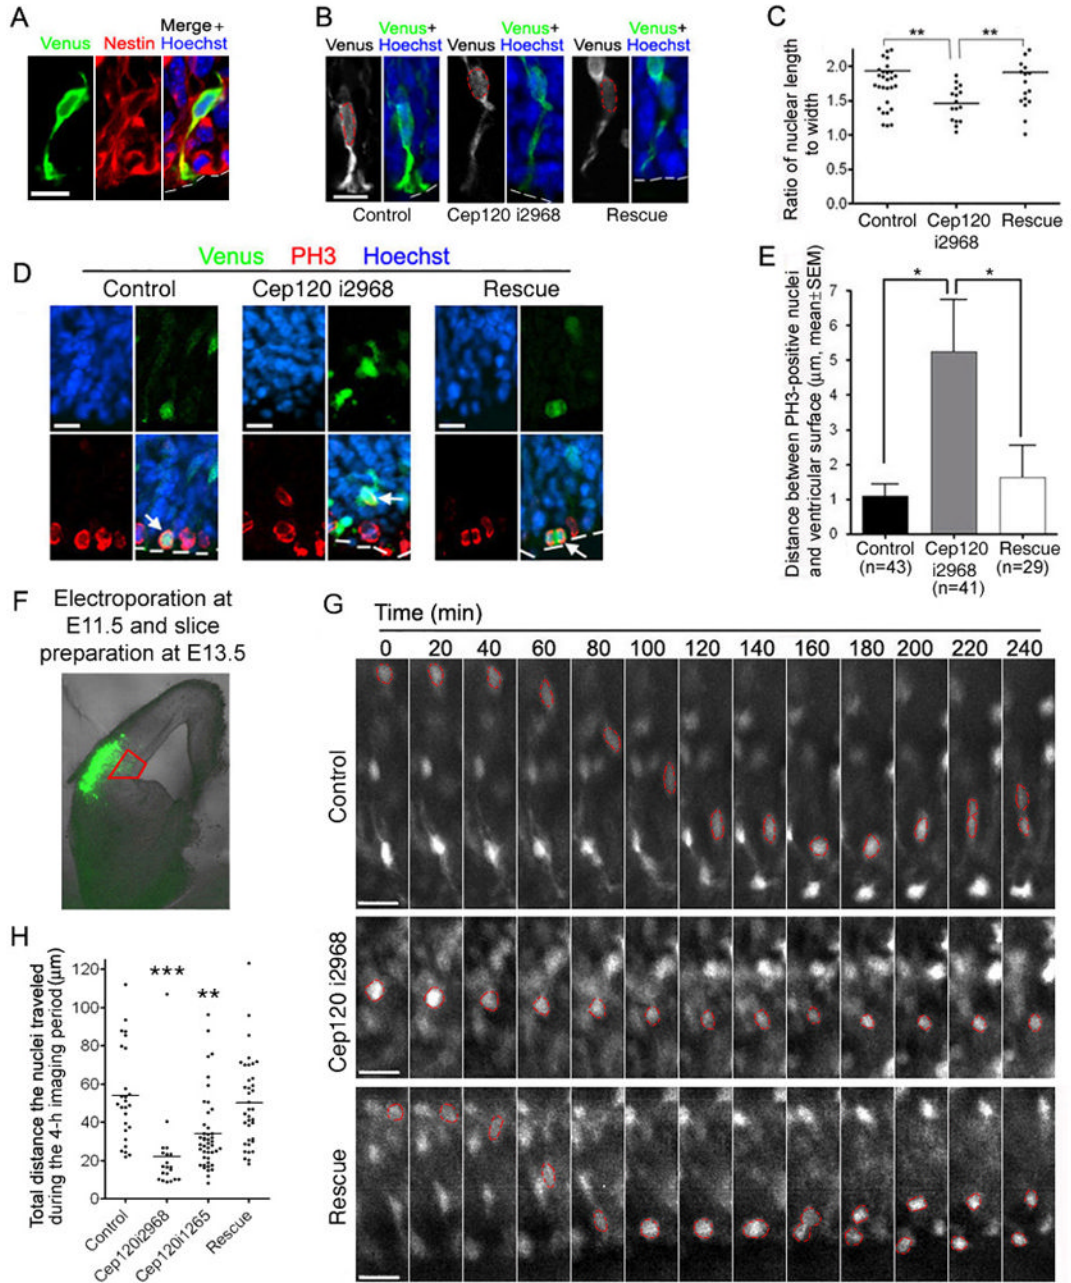 A
Venus
Nestin
Merge +
Hoechst
B
Venus
Venus+
Hoechst
Venus
Venus+
Hoechst
Venus
Venus+
Hoechst
Control
Cep120 i2968
Rescue
C
**
**
Ratio of nuclear length
to width
2.0
1.5
1.0
0.5
0.0
Control
Cep120
i2968
Rescue
D
Venus PH3 Hoechst
Control
Cep120 i2968
Rescue
E
*
*
Distance between PH3-positive nuclei
and ventricular surface (µm, mean±SEM)
7
6
5
4
3
2
1
0
Control
(n=43)
Cep120
i2968
(n=41)
Rescue
(n=29)
F
Electroporation at
E11.5 and slice
preparation at E13.5
G
Time (min)
0 20 40 60 80 100 120 140 160 180 200 220 240
Control
Cep120 i2968
Rescue
H
Total distance the nuclei traveled
during the 4-h imaging period (µm)
120
100
80
60
40
20
0
***
**
Control
Cep120i2968
Cep120i1265
Rescue